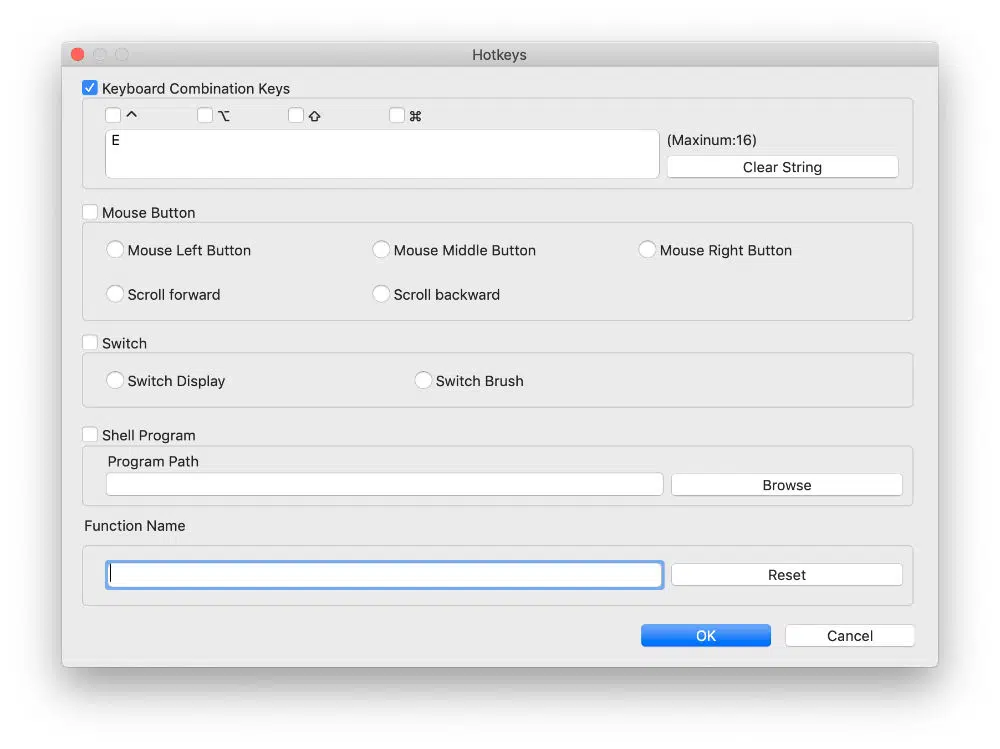 Hotkeys
Keyboard Combination Keys
^ ⌥ ⇧ ⌘
E
(Maxinum:16)
Clear String
Mouse Button
Mouse Left Button Mouse Middle Button Mouse Right Button
Scroll forward Scroll backward
Switch
Switch Display Switch Brush
Shell Program
Program Path
Browse
Function Name
Reset
OK Cancel